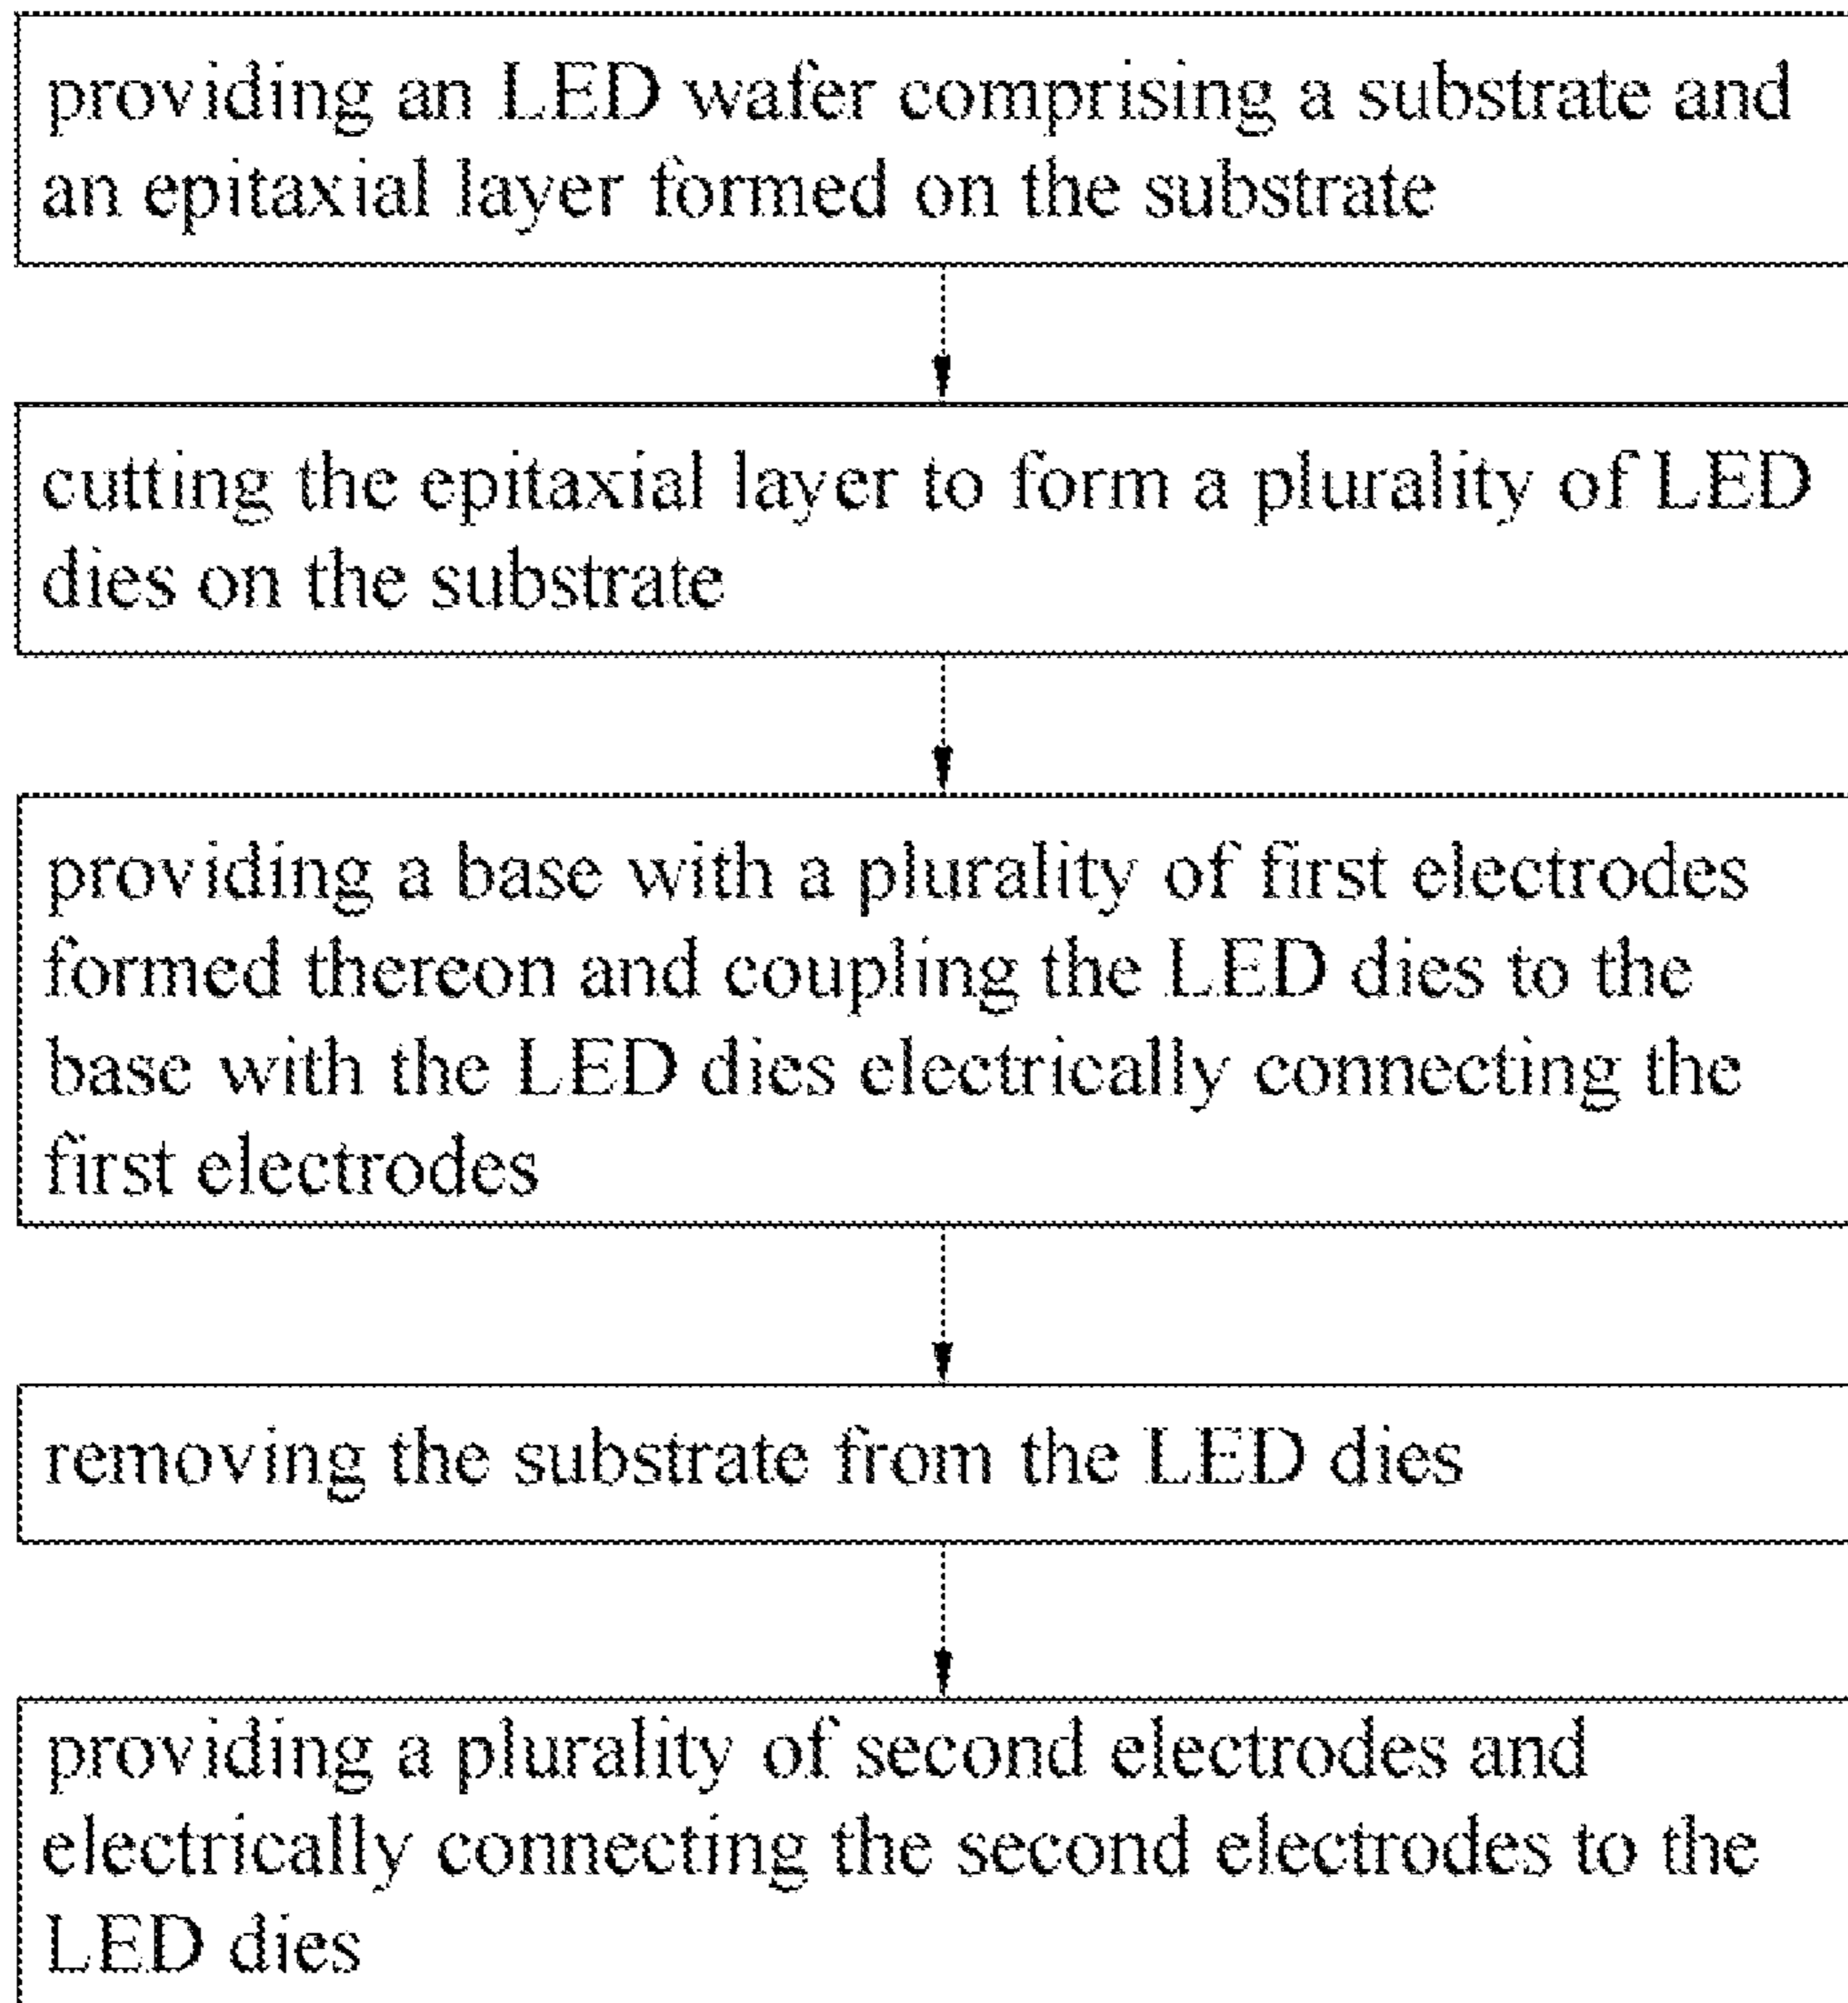 providing an LED wafer comprising a substrate and
an epitaxial layer formed on the substrate
cutting the epitaxial layer to form a plurality of LED
dies on the substrate
providing a base with a plurality of first electrodes
formed thereon and coupling the LED dies to the
base with the LED dies electrically connecting the
first electrodes
removing the substrate from the LED dies
providing a plurality of second electrodes and
electrically connecting the second electrodes to the
LED dies